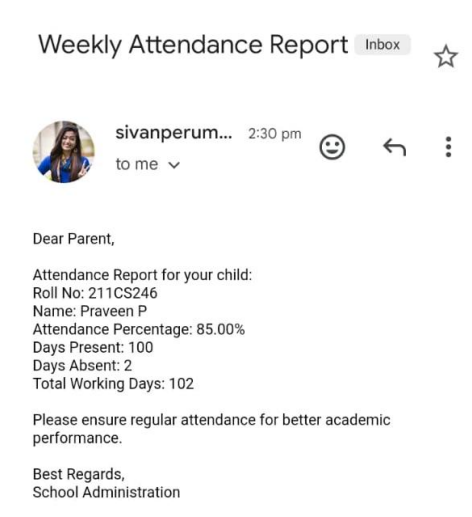 Weekly Attendance Report Inbox
sivanperum... 2:30 pm
to me
Dear Parent,
Attendance Report for your child:
Roll No: 211CS246
Name: Praveen P
Attendance Percentage: 85.00%
Days Present: 100
Days Absent: 2
Total Working Days: 102
Please ensure regular attendance for better academic
performance.
Best Regards,
School Administration